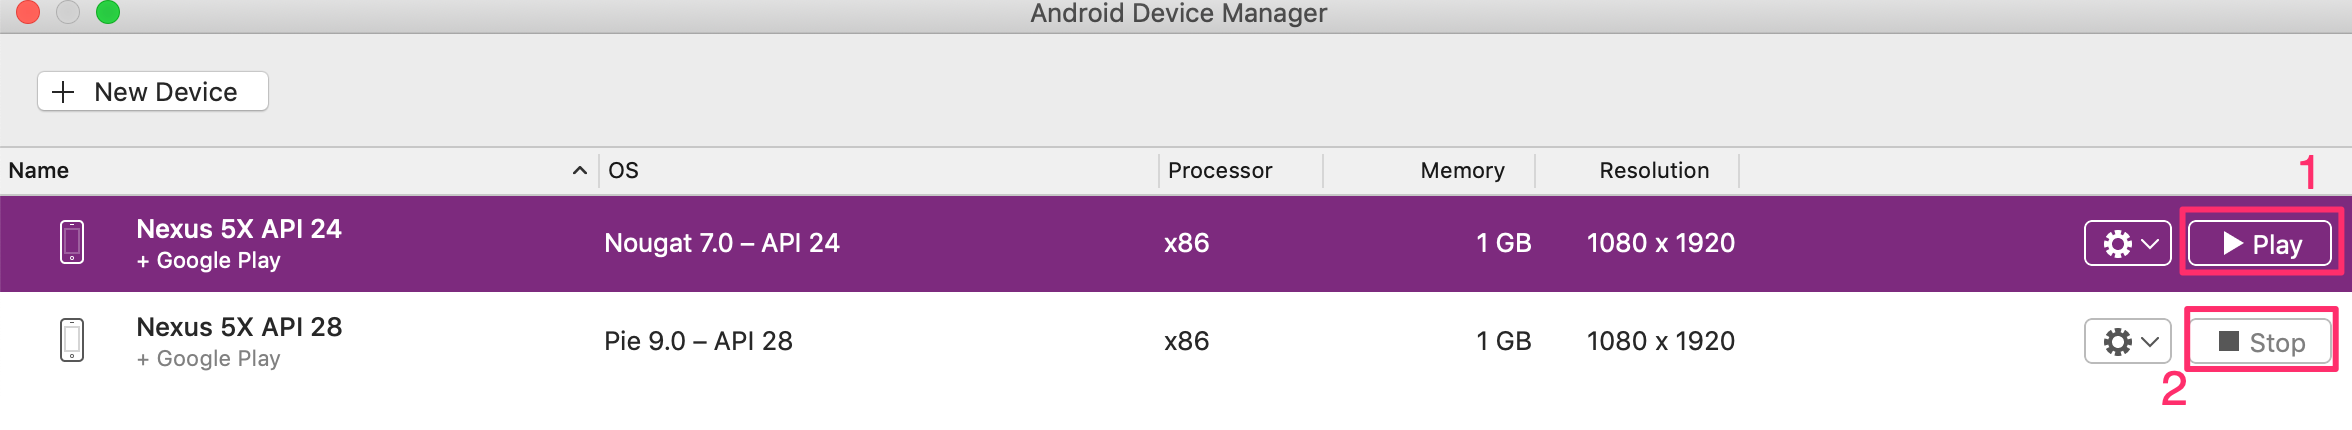 Android Device Manager
New Device
Name OS Processor Memory Resolution
1
Nexus 5X API 24
+ Google Play
Nougat 7.0 – API 24 x86 1 GB 1080 x 1920 Play
Nexus 5X API 28
+ Google Play
Pie 9.0 – API 28 x86 1 GB 1080 x 1920 Stop
2